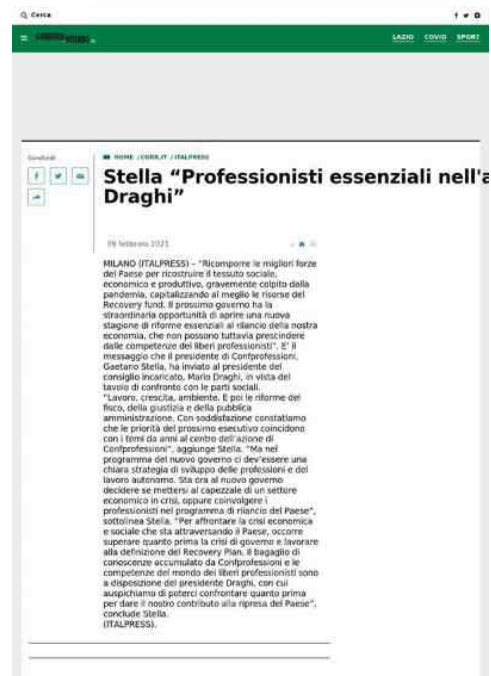 Cerca
LAZIO COVID SPORT
Condividi
HOME / CORR.IT / ITALPRESS
Stella “Professionisti essenziali nell'a
Draghi”
09 febbraio 2021
MILANO (ITALPRESS) – “Ricomporre le migliori forze
del Paese per ricostruire il tessuto sociale,
economico e produttivo, gravemente colpito dalla
pandemia, capitalizzando al meglio le risorse del
Recovery fund. Il prossimo governo ha la
straordinaria opportunità di aprire una nuova
stagione di riforme essenziali al rilancio della nostra
economia, che non possono tuttavia prescindere
dalle competenze dei liberi professionisti”. E' il
messaggio che il presidente di Confprofessioni,
Gaetano Stella, ha inviato al presidente del
consiglio incaricato, Mario Draghi, in vista del
tavolo di confronto con le parti sociali.
“Lavoro, crescita, ambiente. E poi le riforme del
fisco, della giustizia e della pubblica
amministrazione. Con soddisfazione constatiamo
che le priorità del prossimo esecutivo coincidono
con i temi da anni al centro dell'azione di
Confprofessioni”, aggiunge Stella. “Ma nel
programma del nuovo governo ci dev'essere una
chiara strategia di sviluppo delle professioni e del
lavoro autonomo. Sta ora al nuovo governo
decidere se mettersi al capezzale di un settore
economico in crisi, oppure coinvolgere i
professionisti nel programma di rilancio del Paese”,
sottolinea Stella. “Per affrontare la crisi economica
e sociale che sta attraversando il Paese, occorre
superare quanto prima la crisi di governo e lavorare
alla definizione del Recovery Plan. Il bagaglio di
conoscenze accumulato da Confprofessioni e le
competenze del mondo dei liberi professionisti sono
a disposizione del presidente Draghi, con cui
auspichiamo di poterci confrontare quanto prima
per dare il nostro contributo alla ripresa del Paese”,
conclude Stella.
(ITALPRESS).